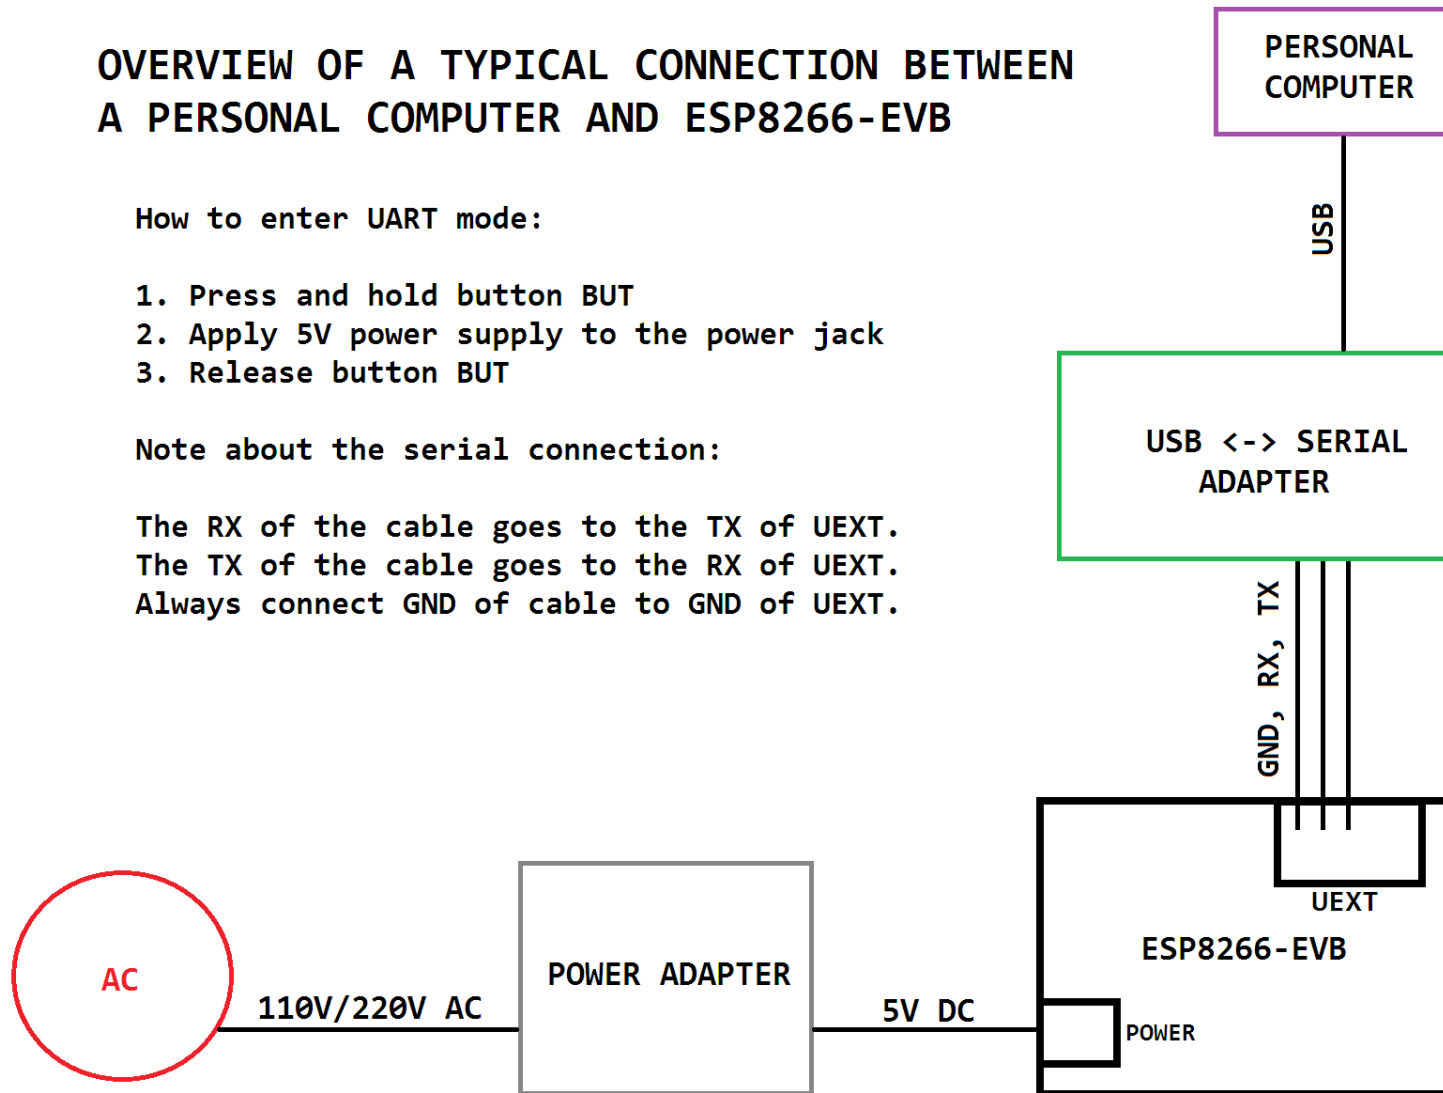 OVERVIEW OF A TYPICAL CONNECTION BETWEEN
A PERSONAL COMPUTER AND ESP8266-EVB
PERSONAL
COMPUTER
How to enter UART mode:
1. Press and hold button BUT
2. Apply 5V power supply to the power jack
3. Release button BUT
USB
Note about the serial connection:
The RX of the cable goes to the TX of UEXT.
The TX of the cable goes to the RX of UEXT.
Always connect GND of cable to GND of UEXT.
USB <-> SERIAL
ADAPTER
GND, RX, TX
UEXT
ESP8266-EVB
AC
110V/220V AC
POWER ADAPTER
5V DC
POWER